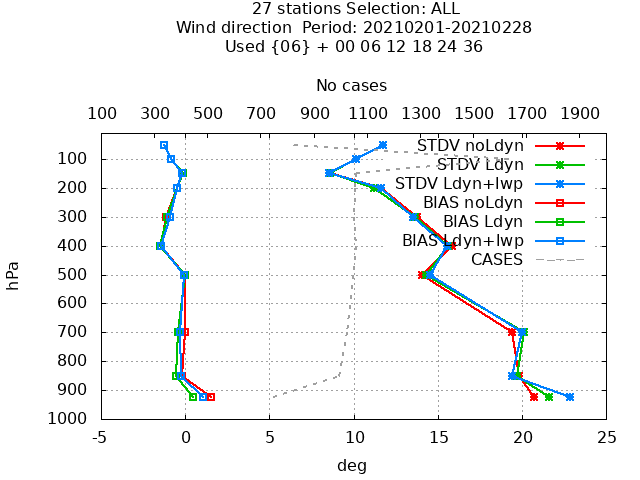 27 stations Selection: ALL
Wind direction  Period: 20210201-20210228
Used {06} + 00 06 12 18 24 36
No cases
100 300 500 700 900 1100 1300 1500 1700 1900
STDV noLdyn
STDV Ldyn
STDV Ldyn+lwp
BIAS noLdyn
BIAS Ldyn
BIAS Ldyn+lwp
CASES
hPa
100
200
300
400
500
600
700
800
900
1000
-5 0 5 10 15 20 25
deg